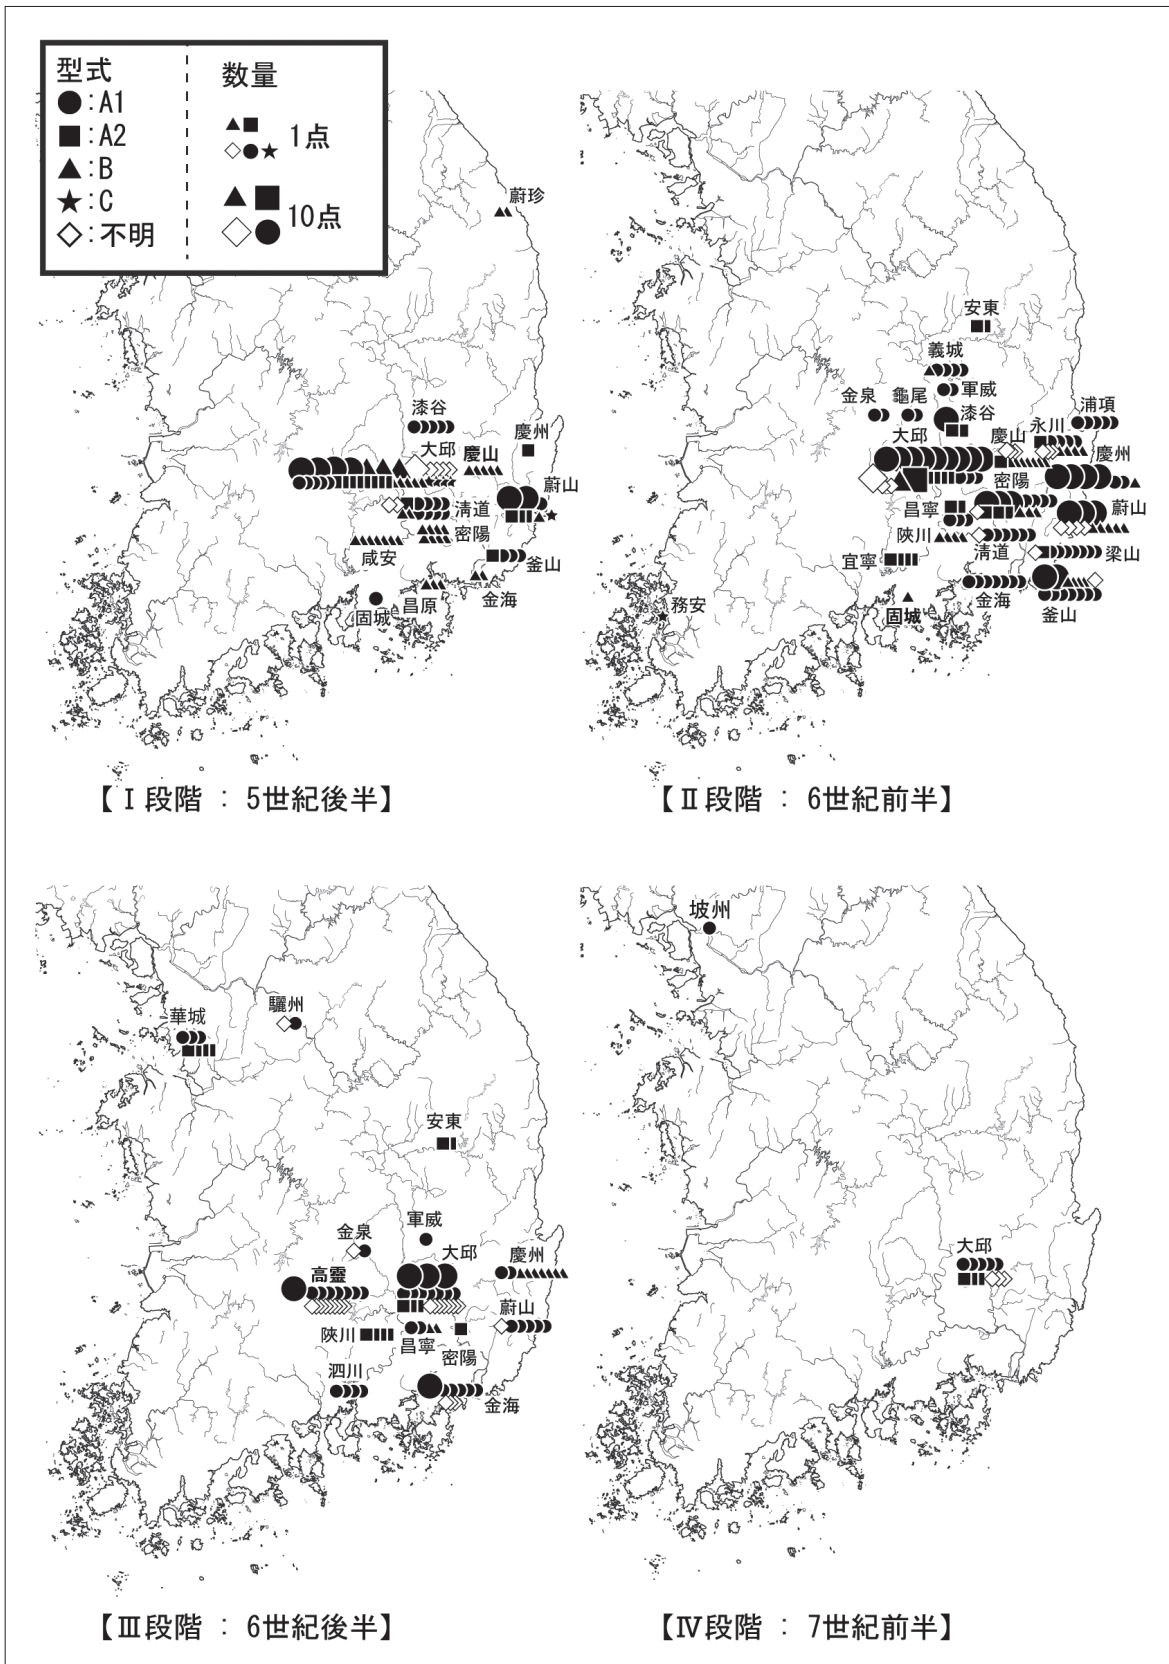 型式
●:A1
■:A2
▲:B
★:C
◇:不明
数量
1点
10点
蔚珍
漆谷
大邱
慶山
慶州
蔚山
清道
密陽
咸安
釜山
金海
昌原
固城
【Ⅰ段階 : 5世紀後半】
安東
義城
軍威
金泉
龜尾
漆谷
浦項
大邱
慶山
永川
慶州
密陽
昌寧
蔚山
陜川
清道
梁山
宜寧
金海
釜山
固城
務安
【Ⅱ段階 : 6世紀前半】
驪州
華城
安東
金泉
軍威
大邱
慶州
高靈
蔚山
陜川
昌寧
密陽
泗川
金海
【Ⅲ段階 : 6世紀後半】
坡州
大邱
【Ⅳ段階 : 7世紀前半】